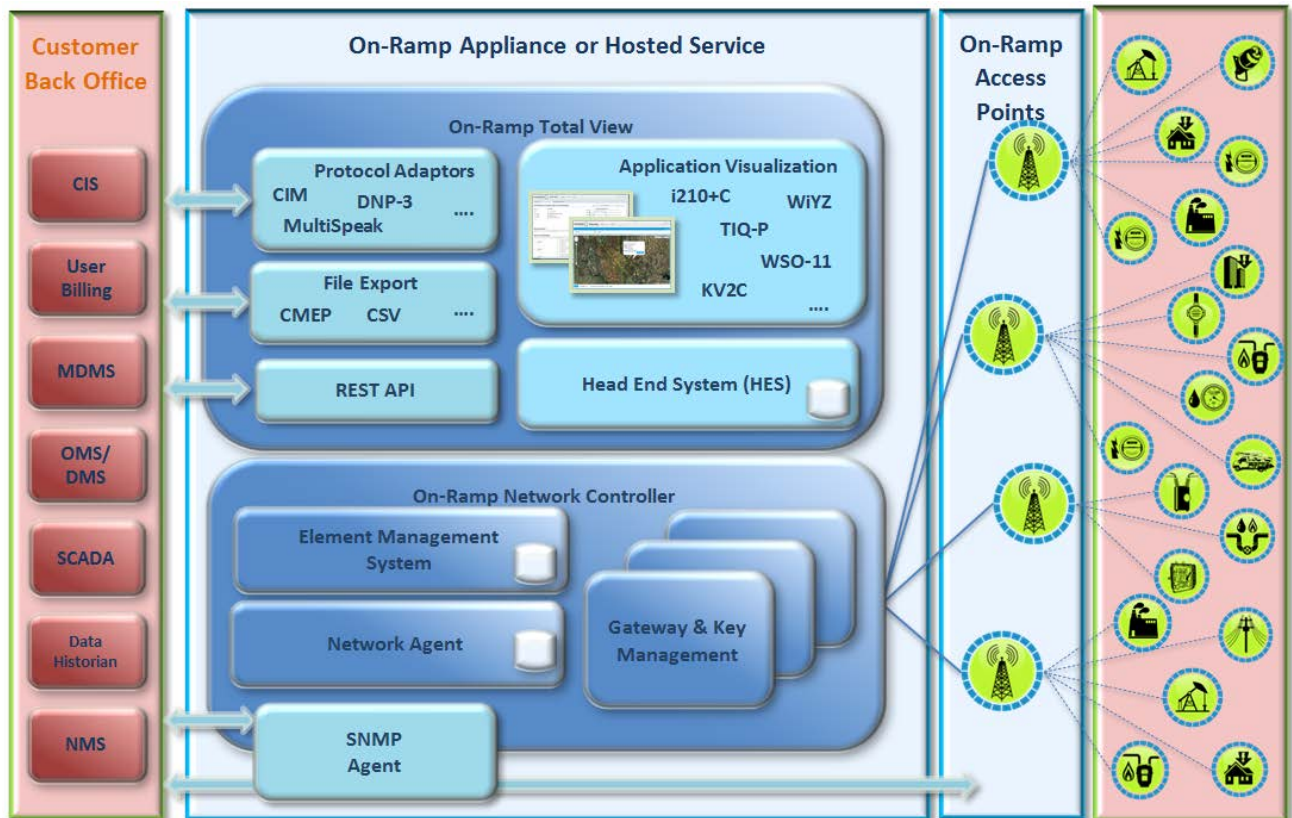 Customer
Back Office
CIS
User
Billing
MDMS
OMS/
DMS
SCADA
Data
Historian
NMS
On-Ramp Appliance or Hosted Service
On-Ramp Total View
Protocol Adaptors
CIM
DNP-3
....
MultiSpeak
File Export
CMEP
CSV
....
REST API
Application Visualization
i210+C
WiYZ
TIQ-P
WSO-11
KV2C
....
Head End System (HES)
On-Ramp Network Controller
Element Management
System
Network Agent
Gateway & Key
Management
SNMP
Agent
On-Ramp
Access
Points